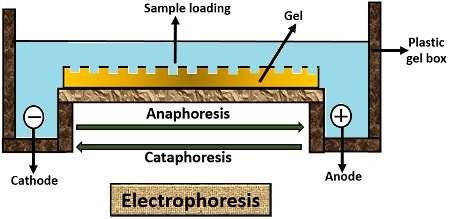 Sample loading
Gel
Plastic
gel box
Anaphoresis
Cataphoresis
Cathode
Anode
Electrophoresis